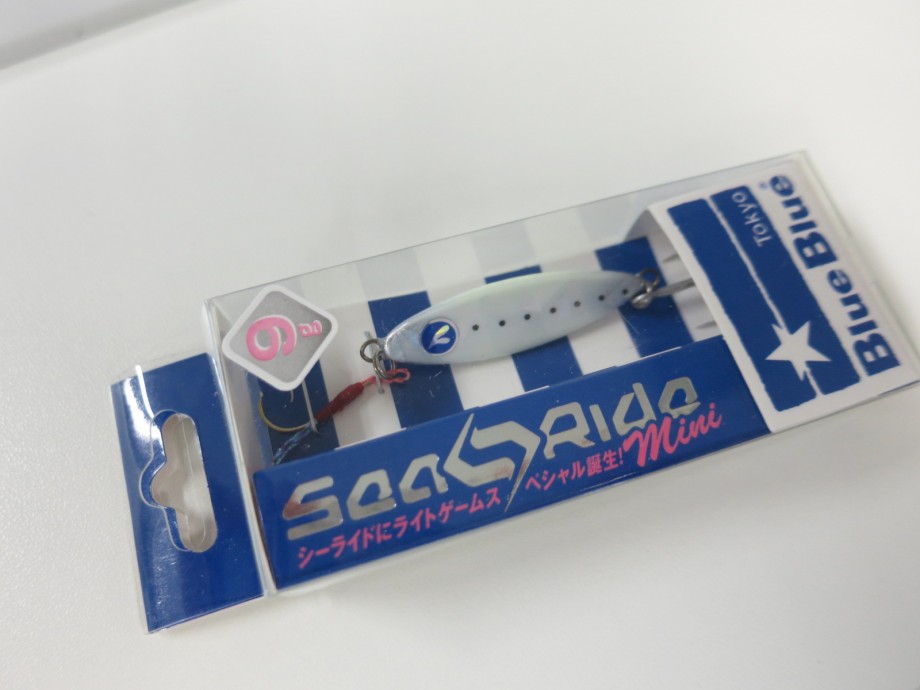 9g
SeaRide
Mini
シーライドにライトゲームスペシャル誕生!
Blue Blue®
Tokyo